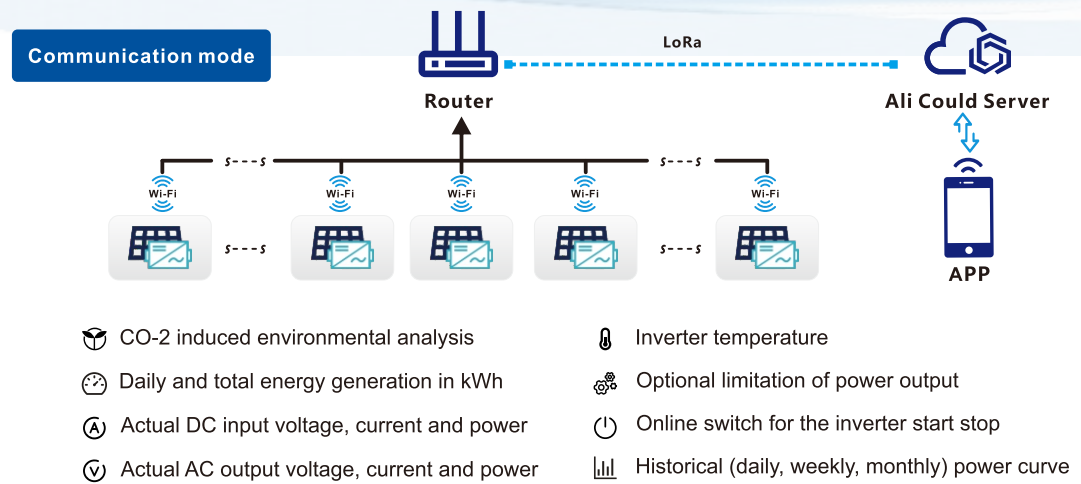 Communication mode
LoRa
Router
Ali Could Server
s---s
s---s
Wi-Fi
Wi-Fi
Wi-Fi
Wi-Fi
Wi-Fi
s---s
s---s
APP
CO-2 induced environmental analysis
Daily and total energy generation in kWh
A Actual DC input voltage, current and power
V Actual AC output voltage, current and power
Inverter temperature
Optional limitation of power output
Online switch for the inverter start stop
Historical (daily, weekly, monthly) power curve